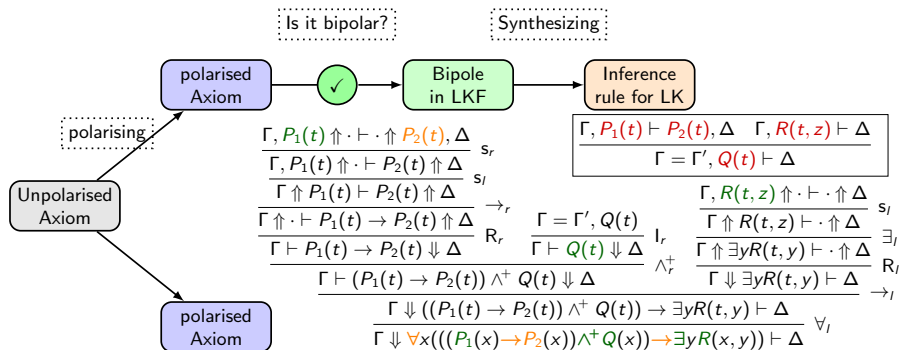 Is it bipolar?
Synthesizing
polarised
Axiom
✓
Bipole
in LKF
Inference
rule for LK
polarising
Unpolarised
Axiom
polarised
Axiom
Γ, P₁(t) ⊢ P₂(t), Δ   Γ, R(t, z) ⊢ Δ
Γ = Γ′, Q(t) ⊢ Δ
Γ, P₁(t) ⇑ · ⊢ · ⇑ P₂(t), Δ
sᵣ
Γ, P₁(t) ⇑ · ⊢ P₂(t) ⇑ Δ
sₗ
Γ ⇑ P₁(t) ⊢ P₂(t) ⇑ Δ
→ᵣ
Γ ⇑ · ⊢ P₁(t) → P₂(t) ⇑ Δ
Rᵣ
Γ ⊢ P₁(t) → P₂(t) ⇓ Δ
Γ = Γ′, Q(t)
Iᵣ
Γ ⊢ Q(t) ⇓ Δ
∧ᵣ⁺
Γ ⊢ (P₁(t) → P₂(t)) ∧⁺ Q(t) ⇓ Δ
Γ, R(t, z) ⇑ · ⊢ · ⇑ Δ
sₗ
Γ ⇑ R(t, z) ⊢ · ⇑ Δ
∃ₗ
Γ ⇑ ∃yR(t, y) ⊢ · ⇑ Δ
Rₗ
Γ ⇓ ∃yR(t, y) ⊢ Δ
→ₗ
Γ ⇓ ((P₁(t) → P₂(t)) ∧⁺ Q(t)) → ∃yR(t, y) ⊢ Δ
∀ₗ
Γ ⇓ ∀x(((P₁(x)→P₂(x))∧⁺Q(x))→∃yR(x, y)) ⊢ Δ